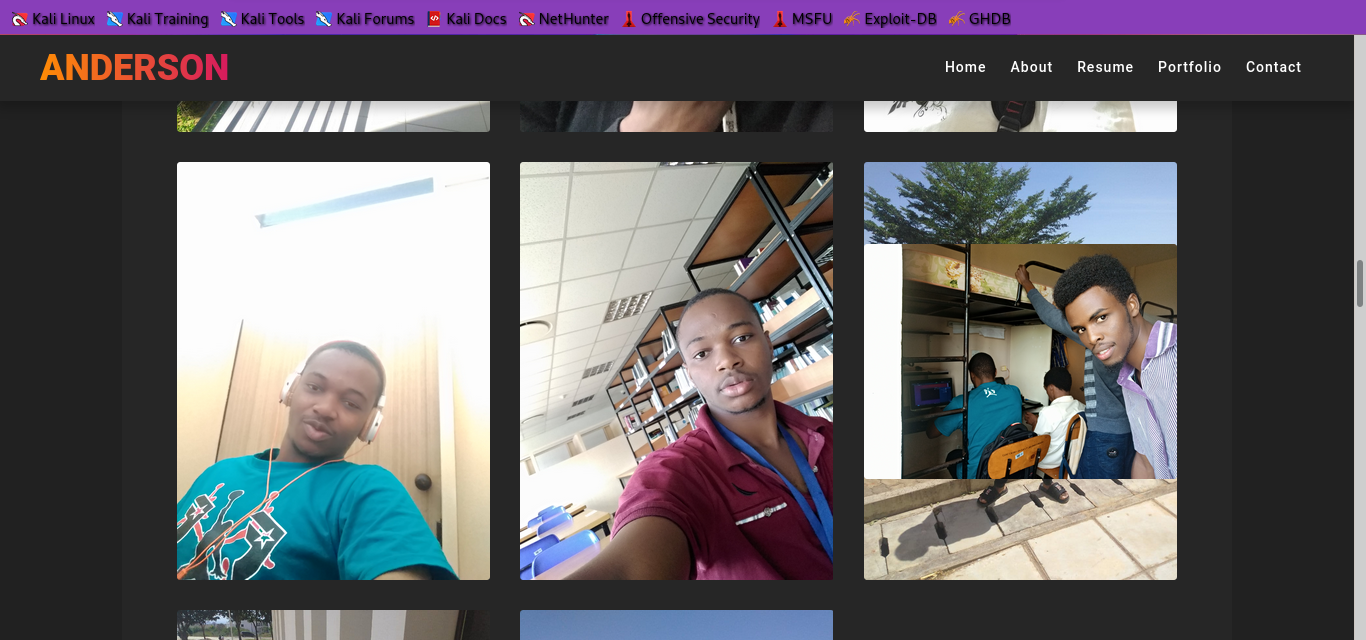 Kali Linux Kali Training Kali Tools Kali Forums Kali Docs NetHunter Offensive Security MSFU Exploit-DB GHDB
ANDERSON Home About Resume Portfolio Contact